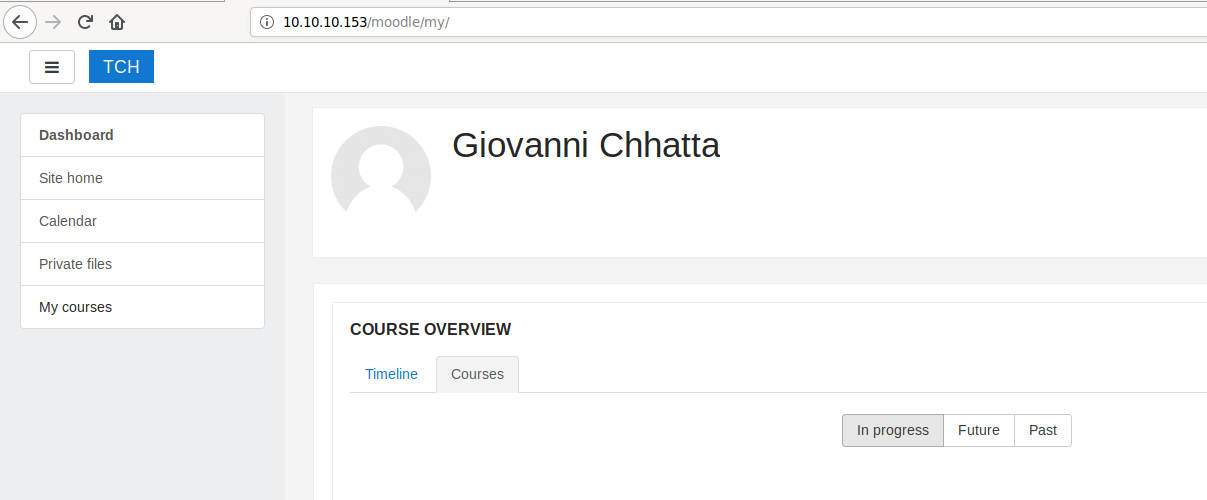 10.10.10.153/moodle/my/
TCH
Dashboard
Site home
Calendar
Private files
My courses
Giovanni Chhatta
COURSE OVERVIEW
Timeline Courses
In progress Future Past